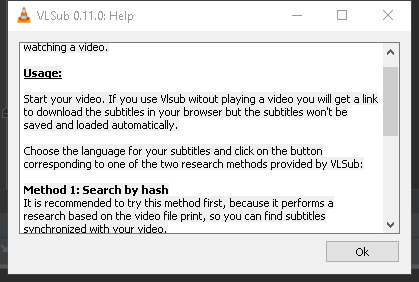 VLSub 0.11.0: Help
watching a video.
Usage:
Start your video. If you use Vlsub witout playing a video you will get a link
to download the subtitles in your browser but the subtitles won't be
saved and loaded automatically.
Choose the language for your subtitles and click on the button
corresponding to one of the two research methods provided by VLSub:
Method 1: Search by hash
It is recommended to try this method first, because it performs a
research based on the video file print, so you can find subtitles
synchronized with your video.
Ok